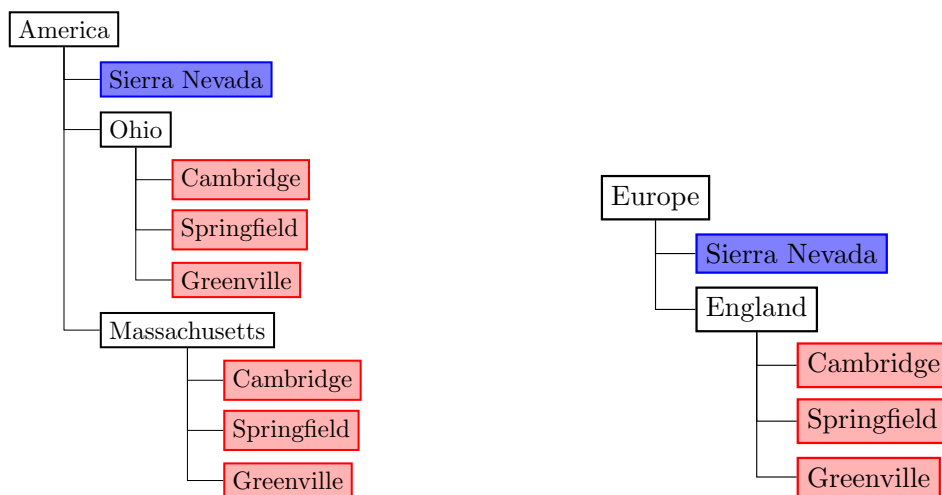 America
Sierra Nevada
Ohio
Cambridge
Springfield
Greenville
Massachusetts
Cambridge
Springfield
Greenville
Europe
Sierra Nevada
England
Cambridge
Springfield
Greenville